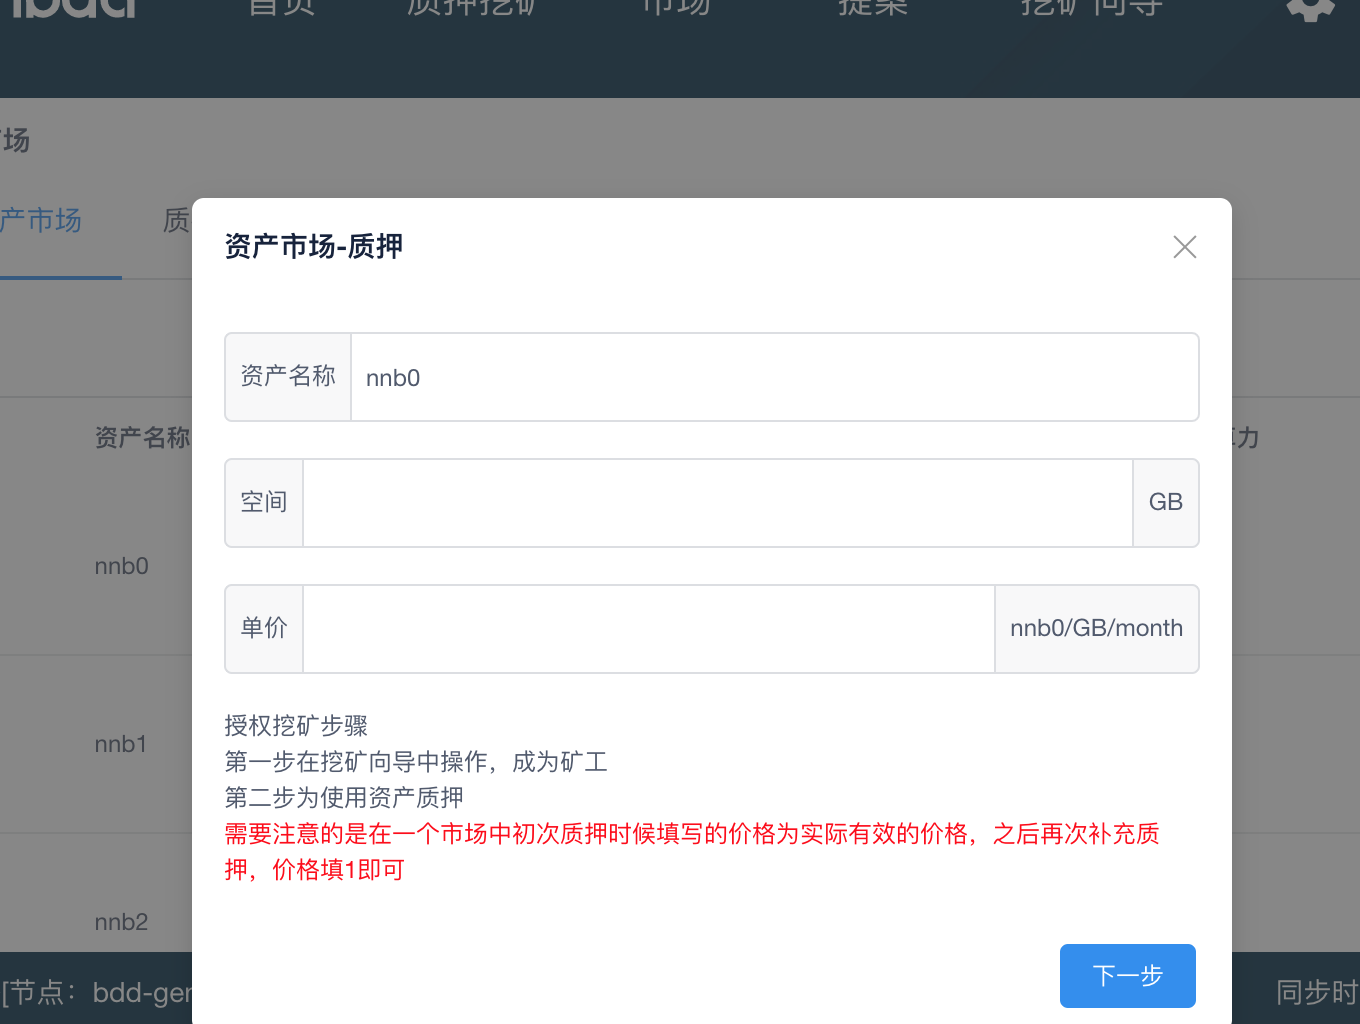 首页 质押挖矿 市场 提案 挖矿向导
市场
产市场 质
资产市场-质押
资产名称 nnb0
资产名称
力
空间 GB
nnb0
单价 nnb0/GB/month
授权挖矿步骤
nnb1
第一步在挖矿向导中操作，成为矿工
第二步为使用资产质押
需要注意的是在一个市场中初次质押时候填写的价格为实际有效的价格，之后再次补充质
押，价格填1即可
nnb2
下一步
[节点：bdd-ger 同步时